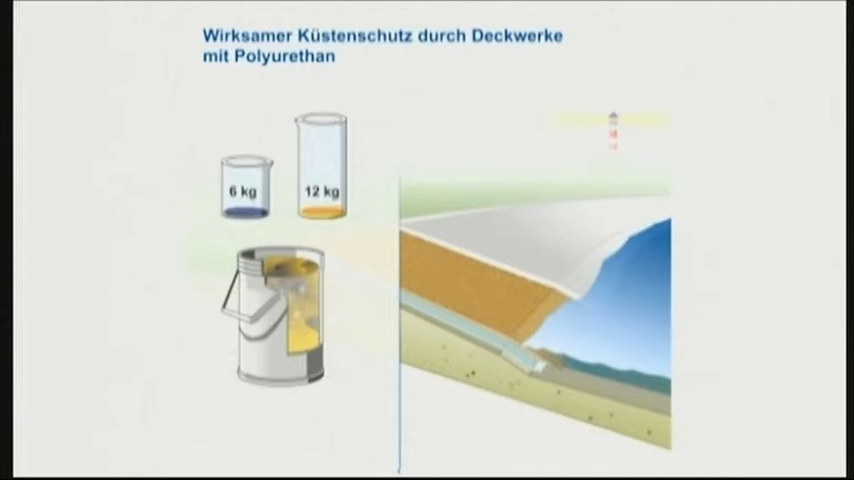 Wirksamer Küstenschutz durch Deckwerke
mit Polyurethan
6 kg
12 kg